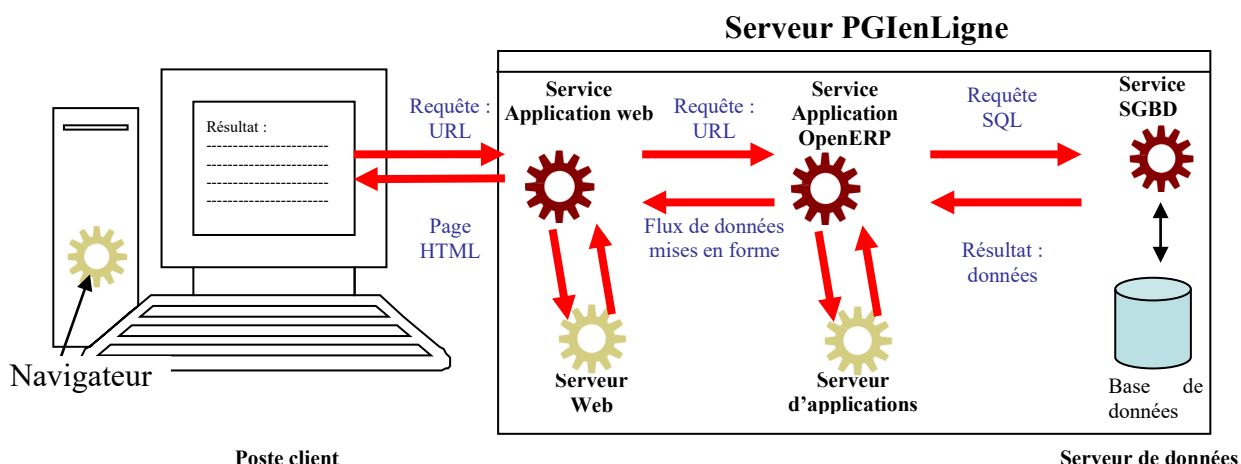 Serveur PGIenLigne
Résultat :
-----------------------
-----------------------
-----------------------
-----------------------
Requête :
URL
Page
HTML
Service
Application web
Requête :
URL
Flux de données
mises en forme
Service
Application
OpenERP
Requête
SQL
Résultat :
données
Service
SGBD
Navigateur
Serveur
Web
Serveur
d’applications
Base de
données
Poste client
Serveur de données